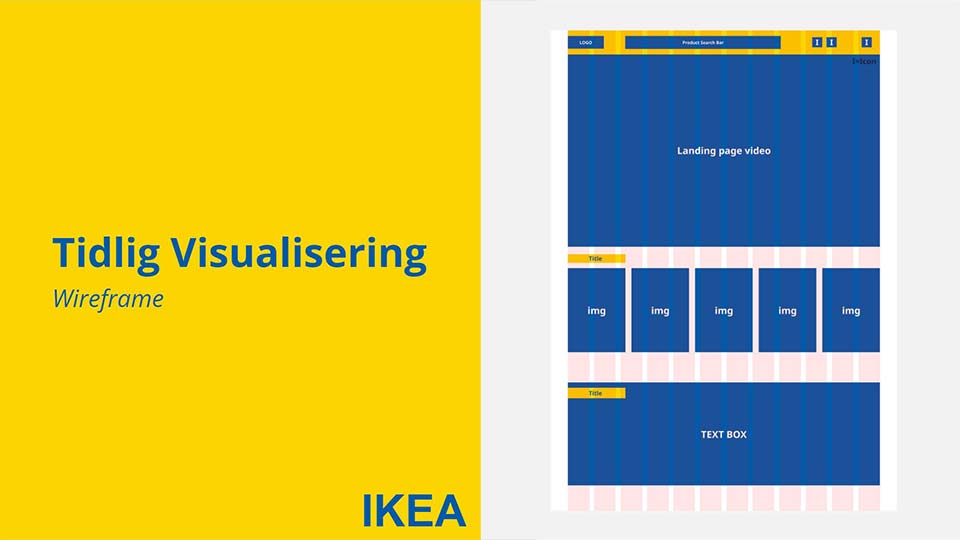 Tidlig Visualisering
Wireframe
IKEA
LOGO
Product Search Bar
I I I
I=Icon
Landing page video
Title
img img img img img
Title
TEXT BOX